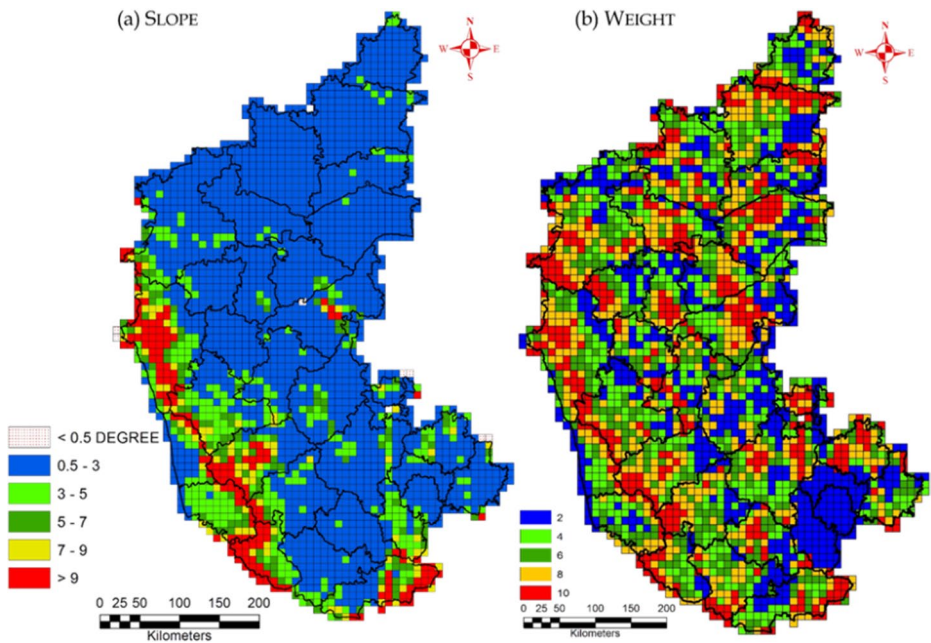 (a) SLOPE
N
W E
S
< 0.5 DEGREE
0.5 - 3
3 - 5
5 - 7
7 - 9
> 9
0 25 50 100 150 200
Kilometers
(b) WEIGHT
N
W E
S
2
4
6
8
10
0 25 50 100 150 200
Kilometers